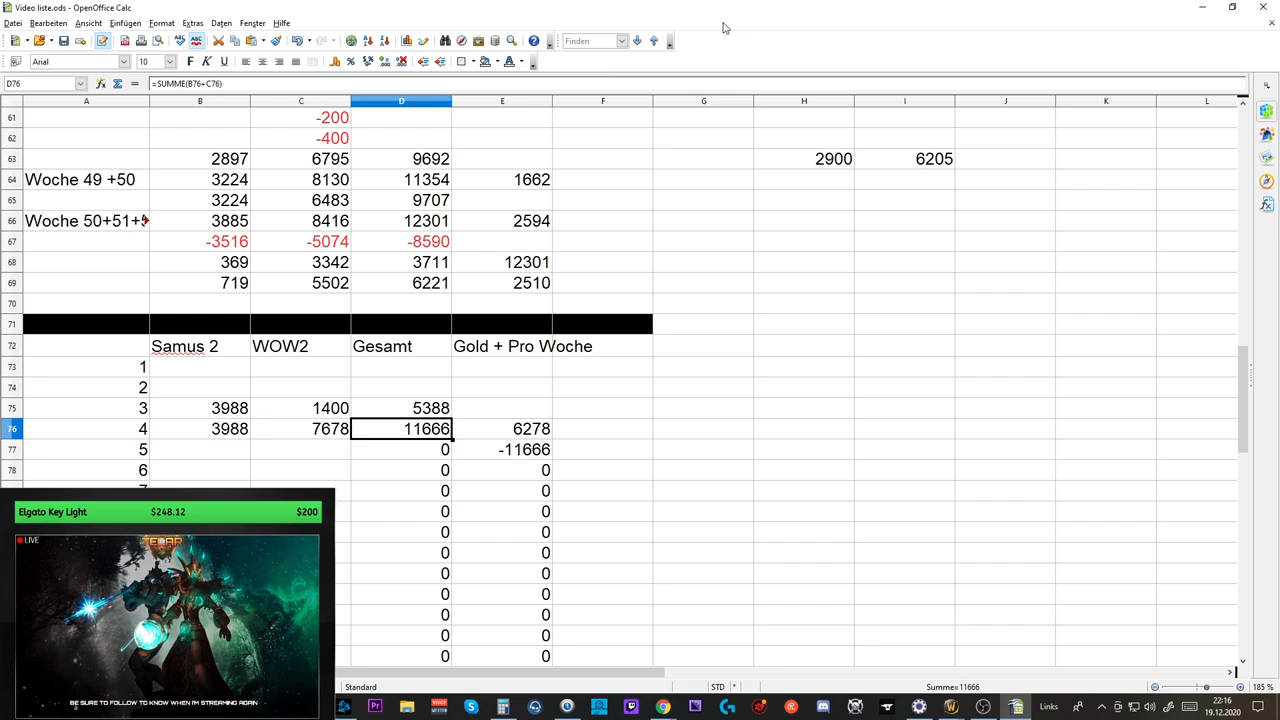 Video liste.ods - OpenOffice Calc
Datei Bearbeiten Ansicht Einfügen Format Extras Daten Fenster Hilfe
Finden
Arial 10
D76 =SUMME(B76+C76)
A B C D E F G H I J K L
61 -200
62 -400
63 2897 6795 9692 2900 6205
64 Woche 49 +50 3224 8130 11354 1662
65 3224 6483 9707
66 Woche 50+51+ 3885 8416 12301 2594
67 -3516 -5074 -8590
68 369 3342 3711 12301
69 719 5502 6221 2510
70
71
72 Samus 2 WOW2 Gesamt Gold + Pro Woche
73 1
74 2
75 3 3988 1400 5388
76 4 3988 7678 11666 6278
77 5 0 -11666
78 6 0 0
0 0
0 0
0 0
0 0
0 0
0 0
0 0
0 0
0 0
Elgato Key Light $248.12 $200
LIVE
BE SURE TO FOLLOW TO KNOW WHEN I'M STREAMING AGAIN
Standard STD * Summe=11666 185 %
Links 22:16
19.12.2020